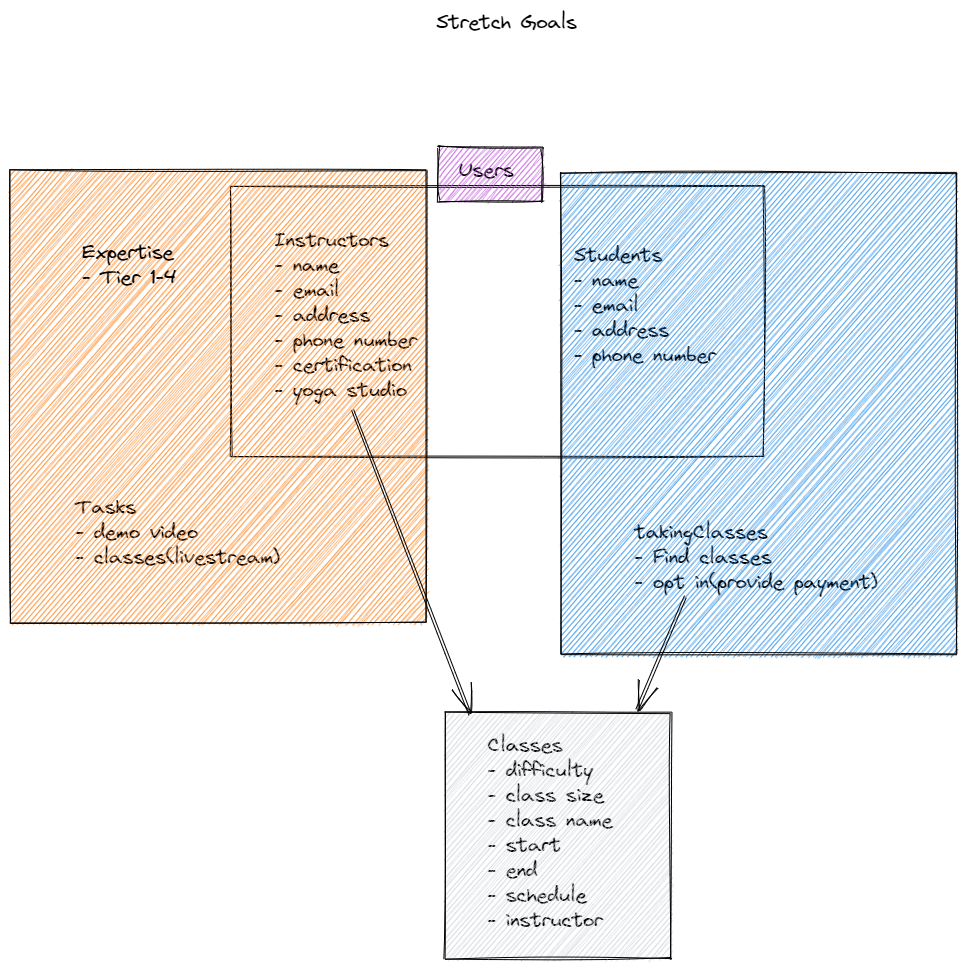 Stretch Goals
Users
Expertise
- Tier 1-4
Instructors
- name
- email
- address
- phone number
- certification
- yoga studio
Tasks
- demo video
- classes(livestream)
Students
- name
- email
- address
- phone number
takingClasses
- Find classes
- opt in(provide payment)
Classes
- difficulty
- class size
- class name
- start
- end
- schedule
- instructor